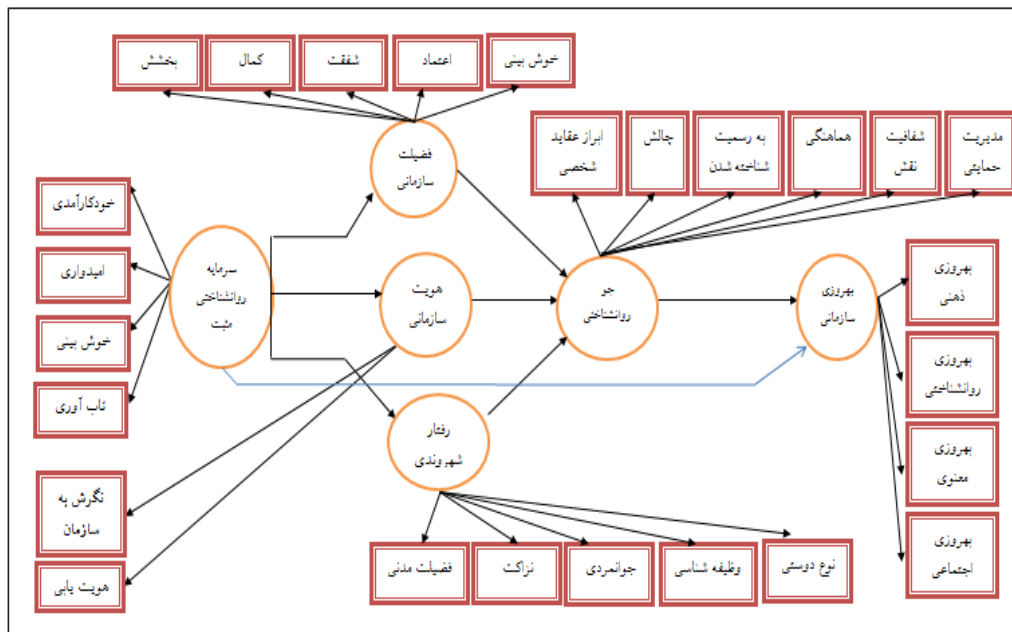 خوش بینی
اعتماد
شفقت
کمال
بخشش
مدیریت
حمایتی
شفافیت
نقش
هماهنگی
به رسمیت
شناخته شدن
چالش
ابراز عقاید
شخصی
فضیلت
سازمانی
خودکارآمدی
امیدواری
خوش بینی
تاب آوری
سرمایه
روانشناختی
مثبت
هویت
سازمانی
جو
روانشناختی
بهروزی
سازمانی
بهروزی
ذهنی
بهروزی
روانشناختی
بهروزی
معنوی
بهروزی
اجتماعی
رفتار
شهروندی
نگرش به
سازمان
هویت یابی
نوع دوستی
وظیفه شناسی
جوانمردی
نزاکت
فضیلت مدنی